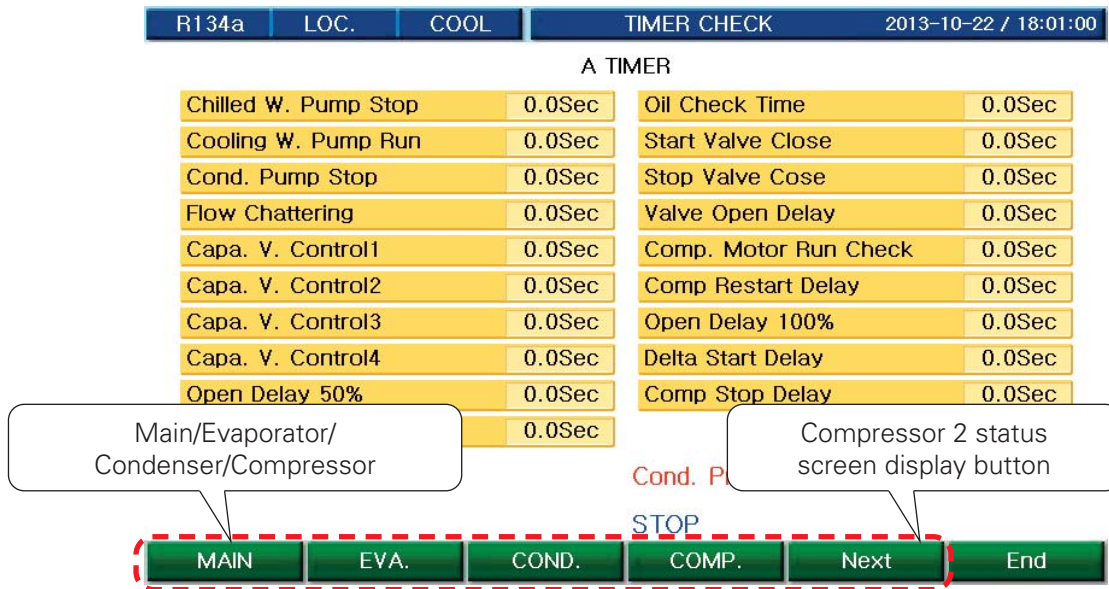 R134a LOC. COOL TIMER CHECK 2013-10-22 / 18:01:00
A TIMER
Chilled W. Pump Stop 0.0Sec Oil Check Time 0.0Sec
Cooling W. Pump Run 0.0Sec Start Valve Close 0.0Sec
Cond. Pump Stop 0.0Sec Stop Valve Cose 0.0Sec
Flow Chattering 0.0Sec Valve Open Delay 0.0Sec
Capa. V. Control1 0.0Sec Comp. Motor Run Check 0.0Sec
Capa. V. Control2 0.0Sec Comp Restart Delay 0.0Sec
Capa. V. Control3 0.0Sec Open Delay 100% 0.0Sec
Capa. V. Control4 0.0Sec Delta Start Delay 0.0Sec
Open Delay 50% 0.0Sec Comp Stop Delay 0.0Sec
0.0Sec
Main/Evaporator/
Condenser/Compressor
Compressor 2 status
screen display button
Cond.
STOP
MAIN EVA. COND. COMP. Next End